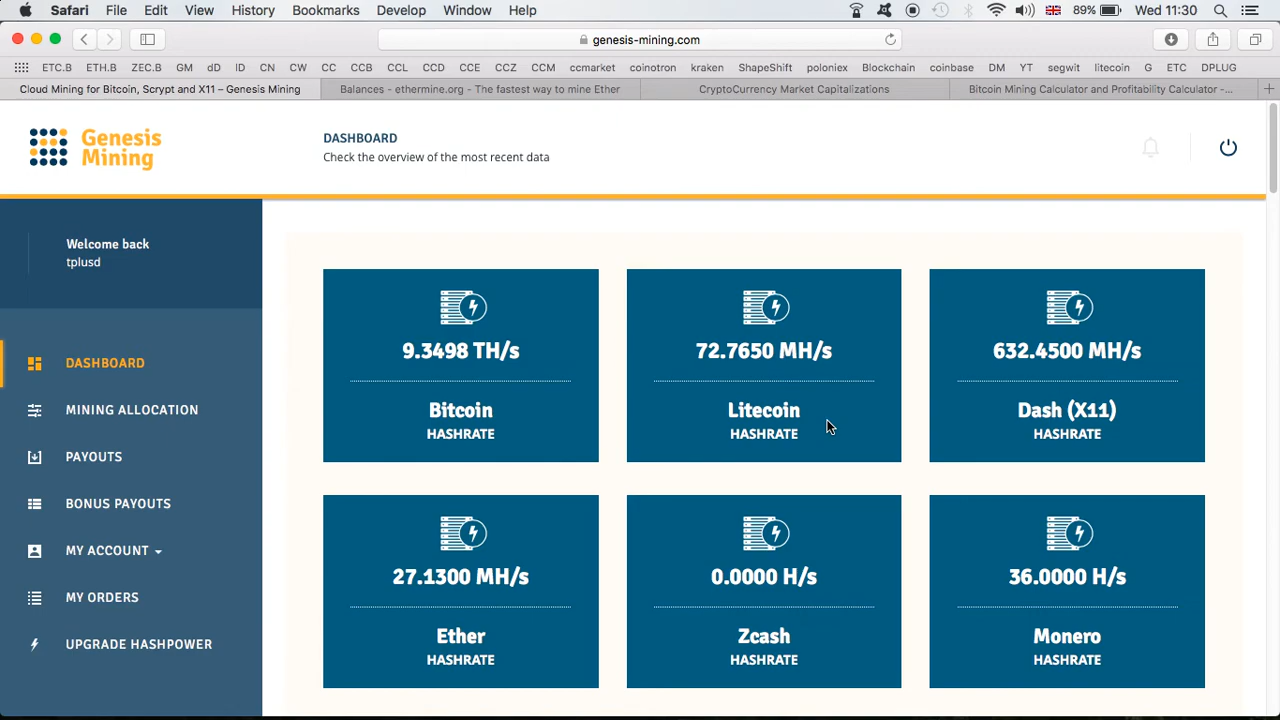 Safari File Edit View History Bookmarks Develop Window Help 89% Wed 11:30
genesis-mining.com
ETC.B ETH.B ZEC.B GM dD ID CN CW CC CCB CCL CCD CCE CCZ CCM ccmarket coinotron kraken ShapeShift poloniex Blockchain coinbase DM YT segwit litecoin G ETC DPLUG
Cloud Mining for Bitcoin, Scrypt and X11 – Genesis Mining Balances - ethermine.org - The fastest way to mine Ether CryptoCurrency Market Capitalizations Bitcoin Mining Calculator and Profitability Calculator -...
Genesis
Mining
DASHBOARD
Check the overview of the most recent data
Welcome back
tplusd
DASHBOARD
MINING ALLOCATION
PAYOUTS
BONUS PAYOUTS
MY ACCOUNT
MY ORDERS
UPGRADE HASHPOWER
9.3498 TH/s
Bitcoin
HASHRATE
72.7650 MH/s
Litecoin
HASHRATE
632.4500 MH/s
Dash (X11)
HASHRATE
27.1300 MH/s
Ether
HASHRATE
0.0000 H/s
Zcash
HASHRATE
36.0000 H/s
Monero
HASHRATE